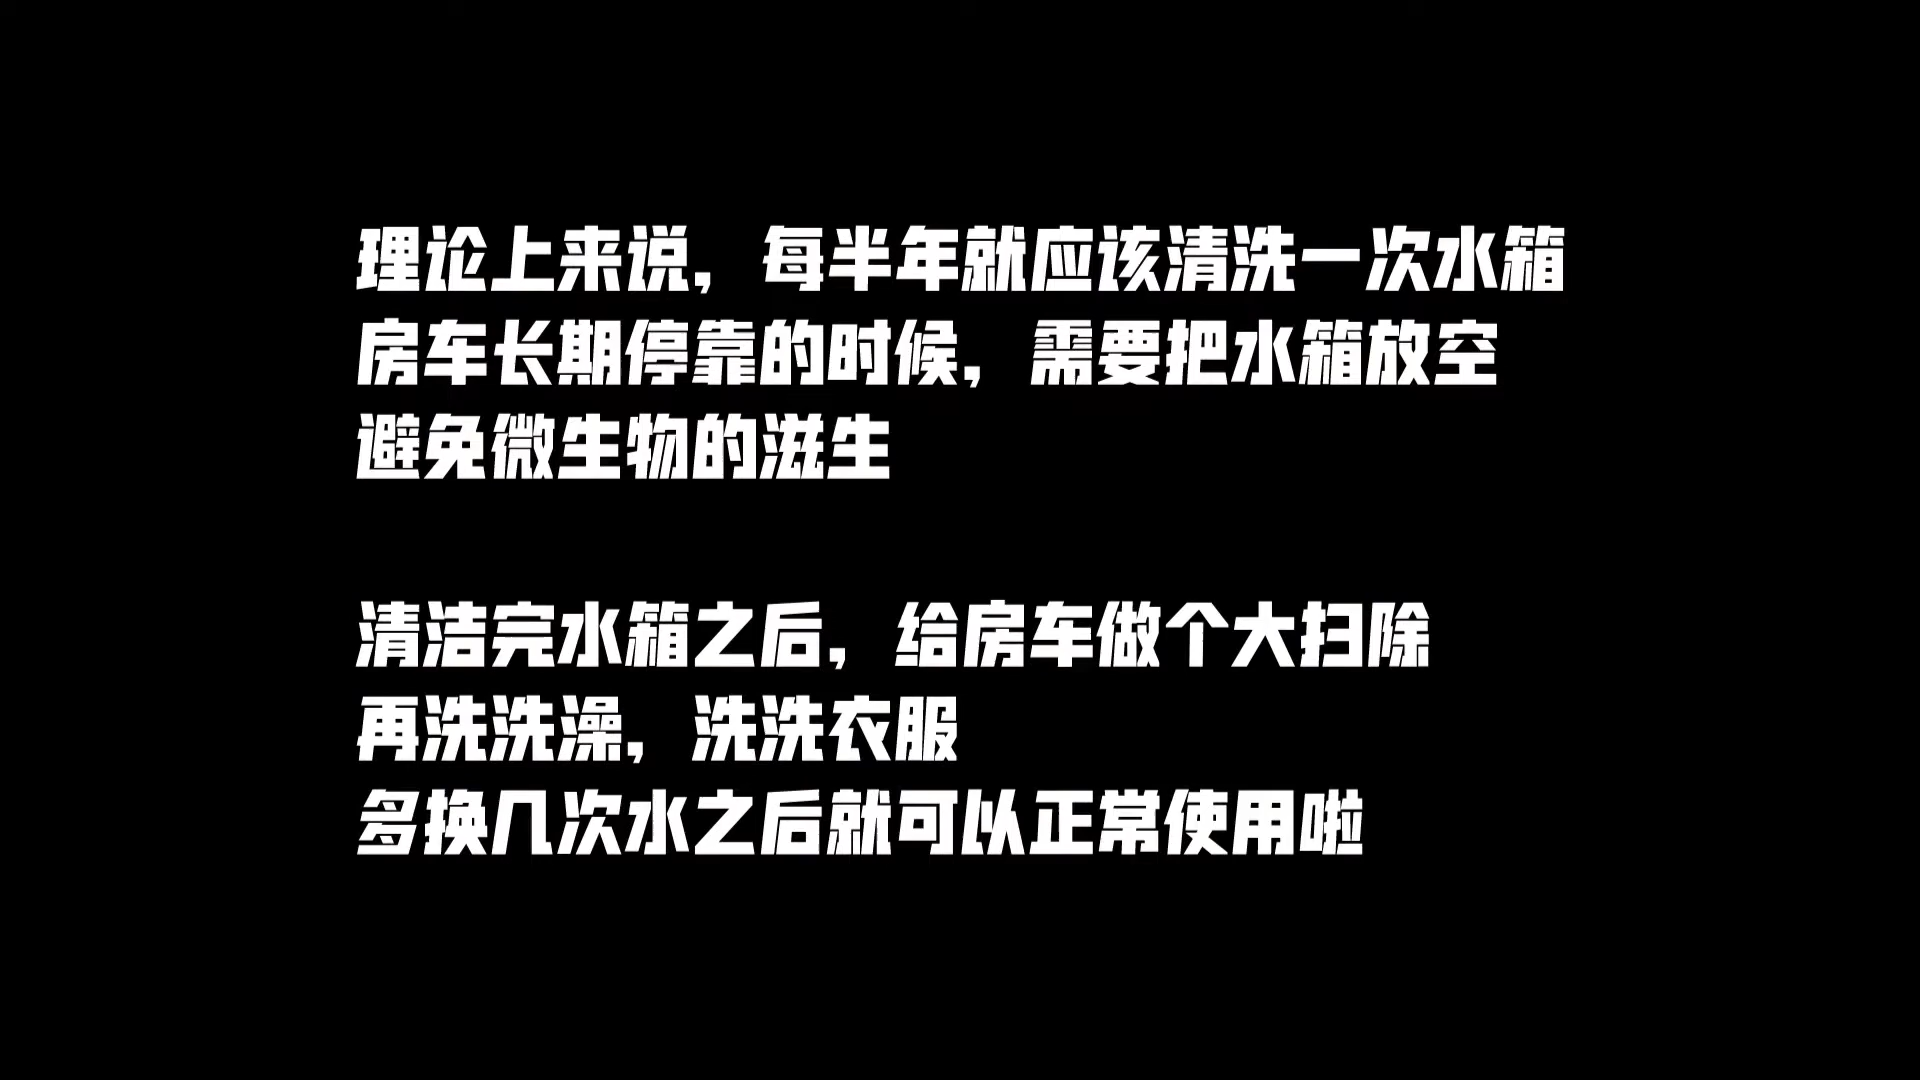 理论上来说，每半年就应该清洗一次水箱
房车长期停靠的时候，需要把水箱放空
避免微生物的滋生
清洁完水箱之后，给房车做个大扫除
再洗洗澡，洗洗衣服
多换几次水之后就可以正常使用啦